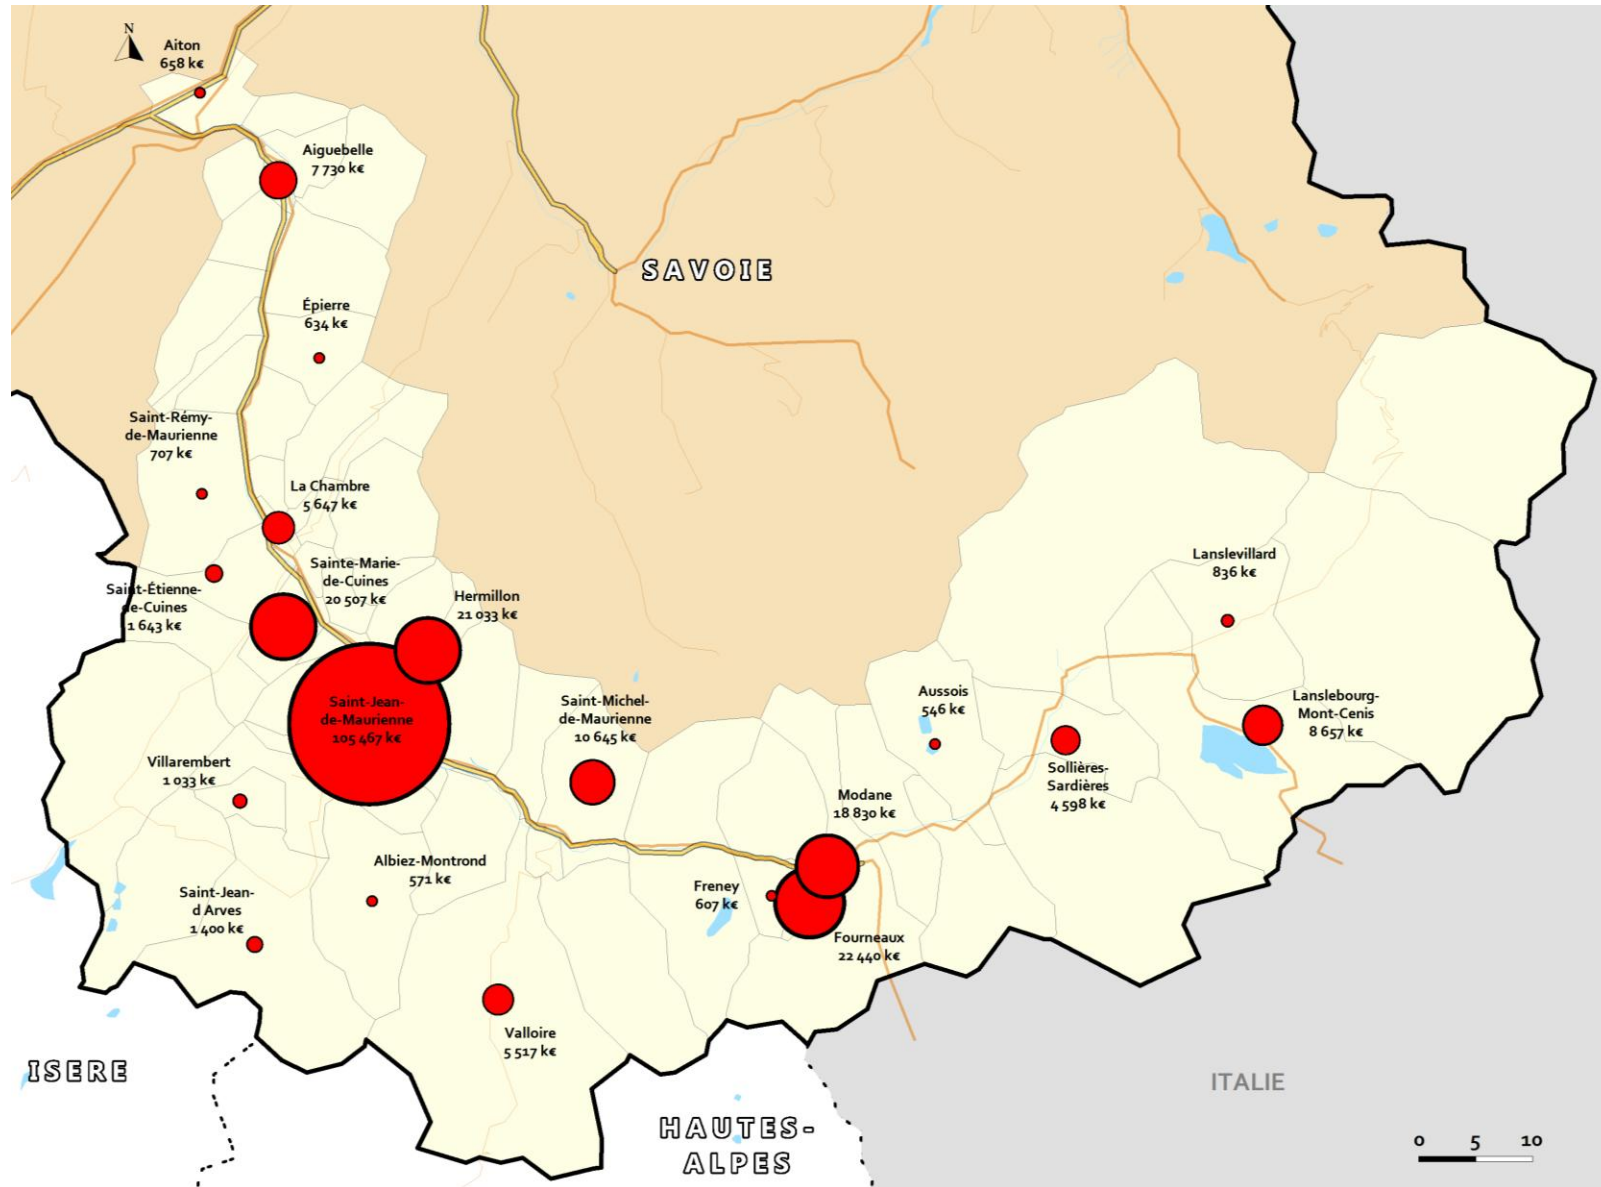 N
Aiton
658 k€
Aiguebelle
7 730 k€
SAVOIE
Épierre
634 k€
Saint-Rémy-
de-Maurienne
707 k€
La Chambre
5 647 k€
Sainte-Marie-
de-Cuines
20 507 k€
Saint-Étienne-
de-Cuines
1 643 k€
Hermillon
21 033 k€
Lanslevillard
836 k€
Saint-Jean-
de-Maurienne
105 467 k€
Saint-Michel-
de-Maurienne
10 645 k€
Aussois
546 k€
Lanslebourg-
Mont-Cenis
8 657 k€
Villarembert
1 033 k€
Sollières-
Sardières
4 598 k€
Modane
18 830 k€
Albiez-Montrond
571 k€
Freney
607 k€
Saint-Jean-
d Arves
1 400 k€
Fourneaux
22 440 k€
Valloire
5 517 k€
ISERE
ITALIE
HAUTES-
ALPES
0 5 10